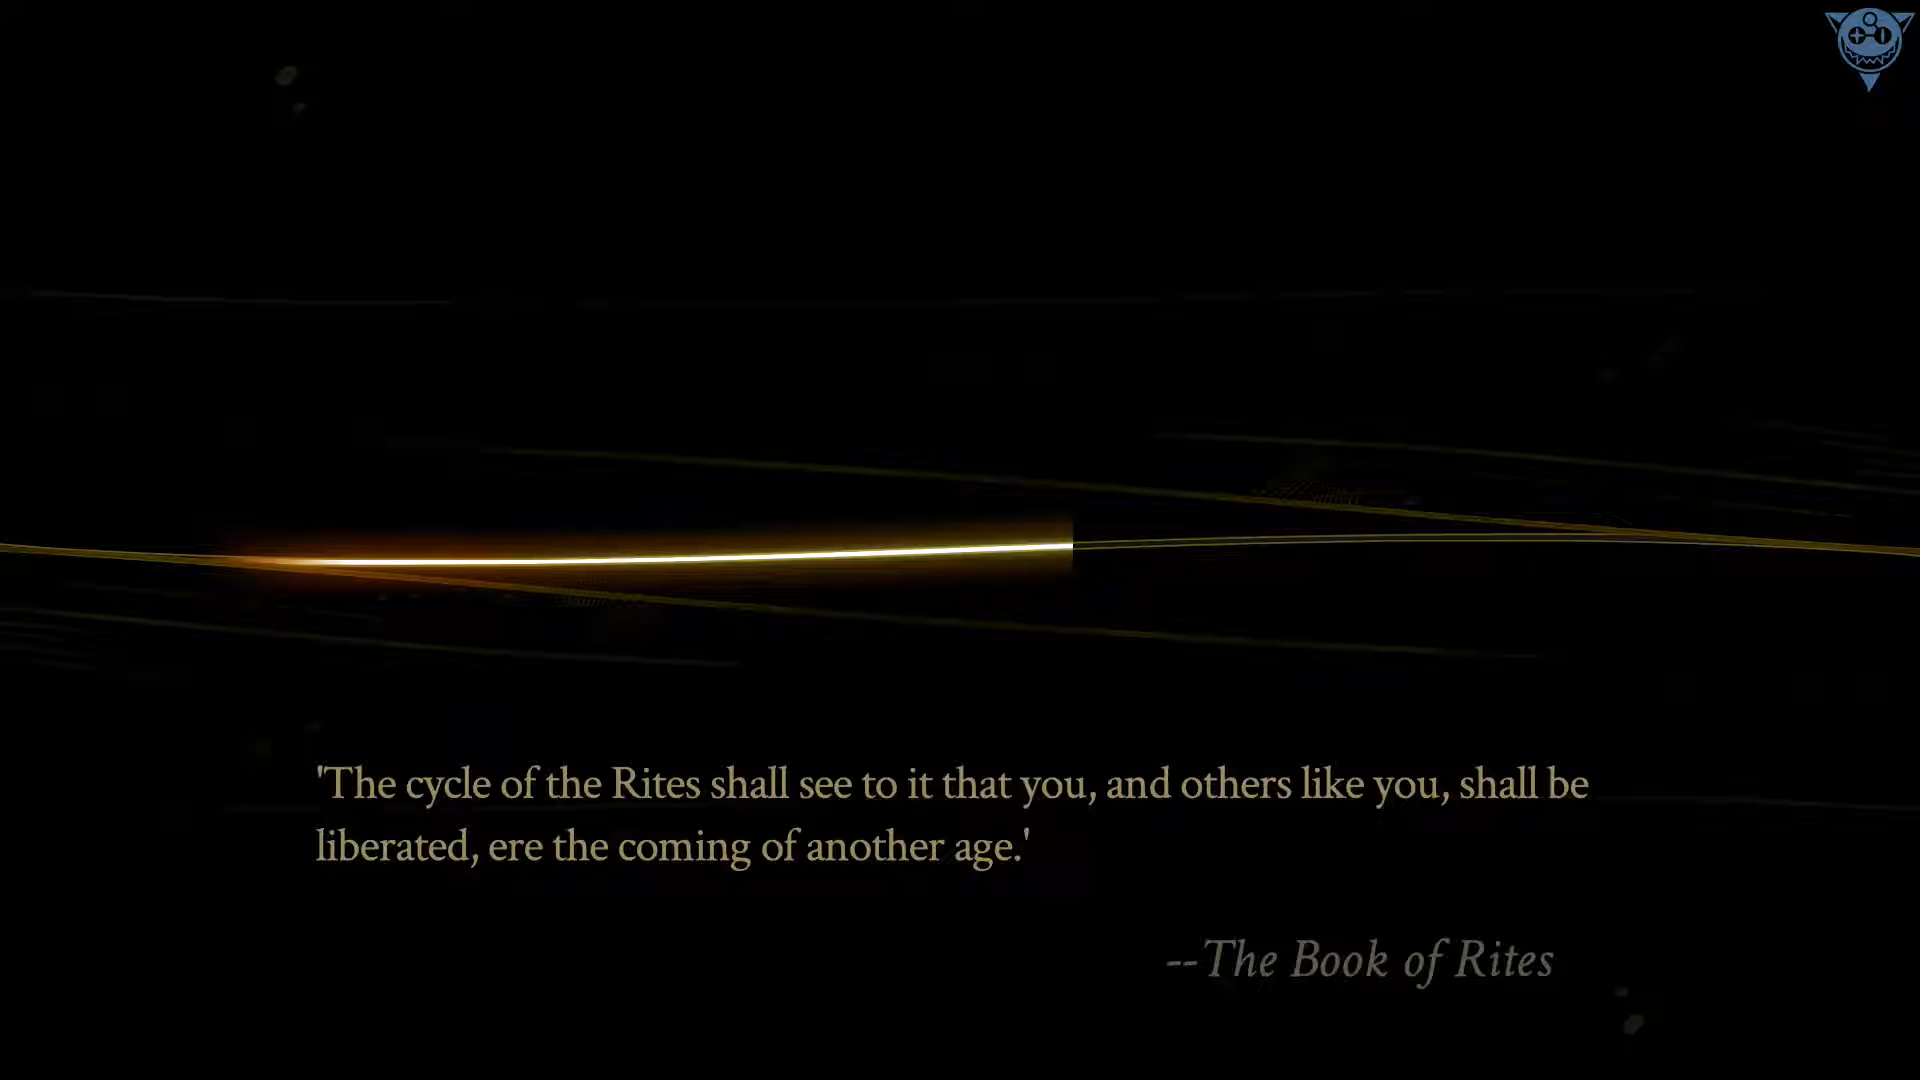 'The cycle of the Rites shall see to it that you, and others like you, shall be
liberated, ere the coming of another age.'
--The Book of Rites